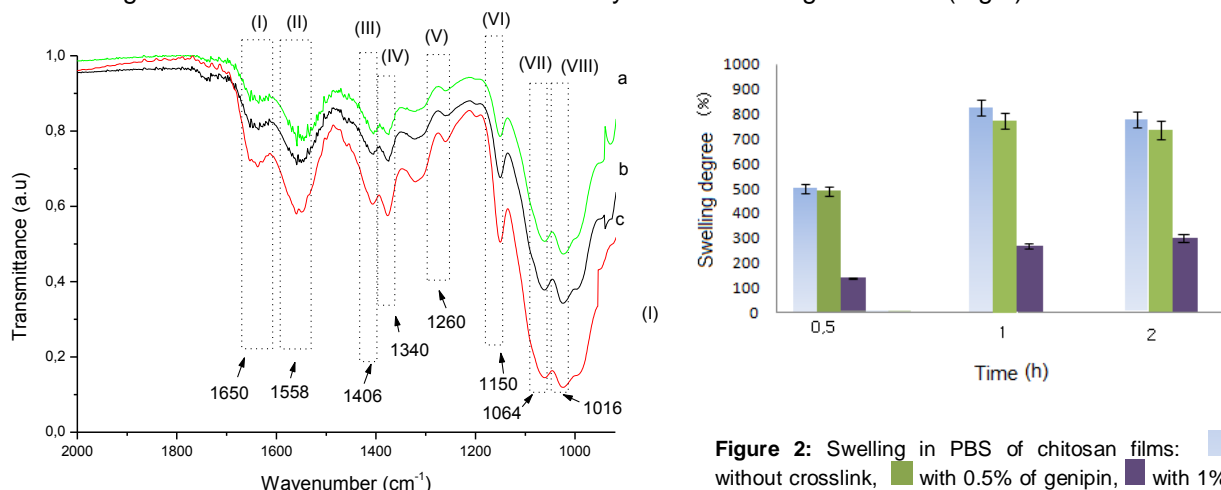 (I) (II) (III) (IV) (V) (VI) (VII) (VIII)
a
b
c
(I)
1,0
0,8
0,6
0,4
0,2
0,0
Transmittance (a.u)
1650 1558 1406 1340 1260 1150 1064 1016
2000 1800 1600 1400 1200 1000
Wavenumber (cm-1)
1000
900
800
700
600
500
400
300
200
100
0
Swelling degree (%)
0,5 1 2
Time (h)
Figure 2: Swelling in PBS of chitosan films:
without crosslink, with 0.5% of genipin, with 1%